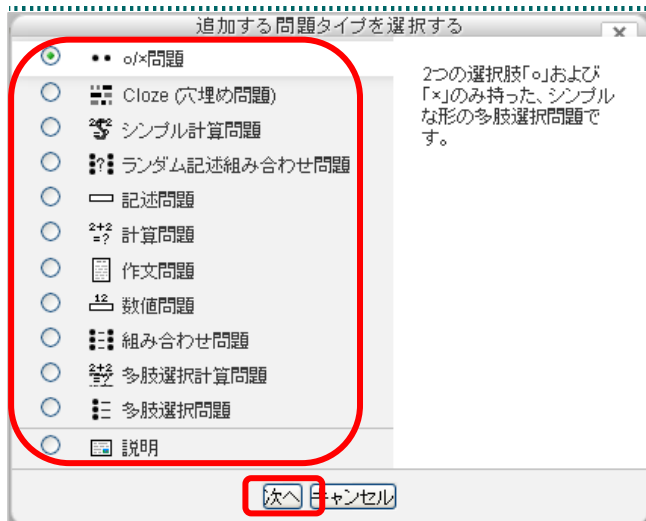 追加する問題タイプを選択する
o/×問題
Cloze (穴埋め問題)
シンプル計算問題
ランダム記述組み合わせ問題
記述問題
2+2
=?
計算問題
作文問題
12
数値問題
組み合わせ問題
2+2
=?
多肢選択計算問題
多肢選択問題
説明
2つの選択肢「o」および
「×」のみ持った、シンプル
な形の多肢選択問題で
す。
次へ
キャンセル